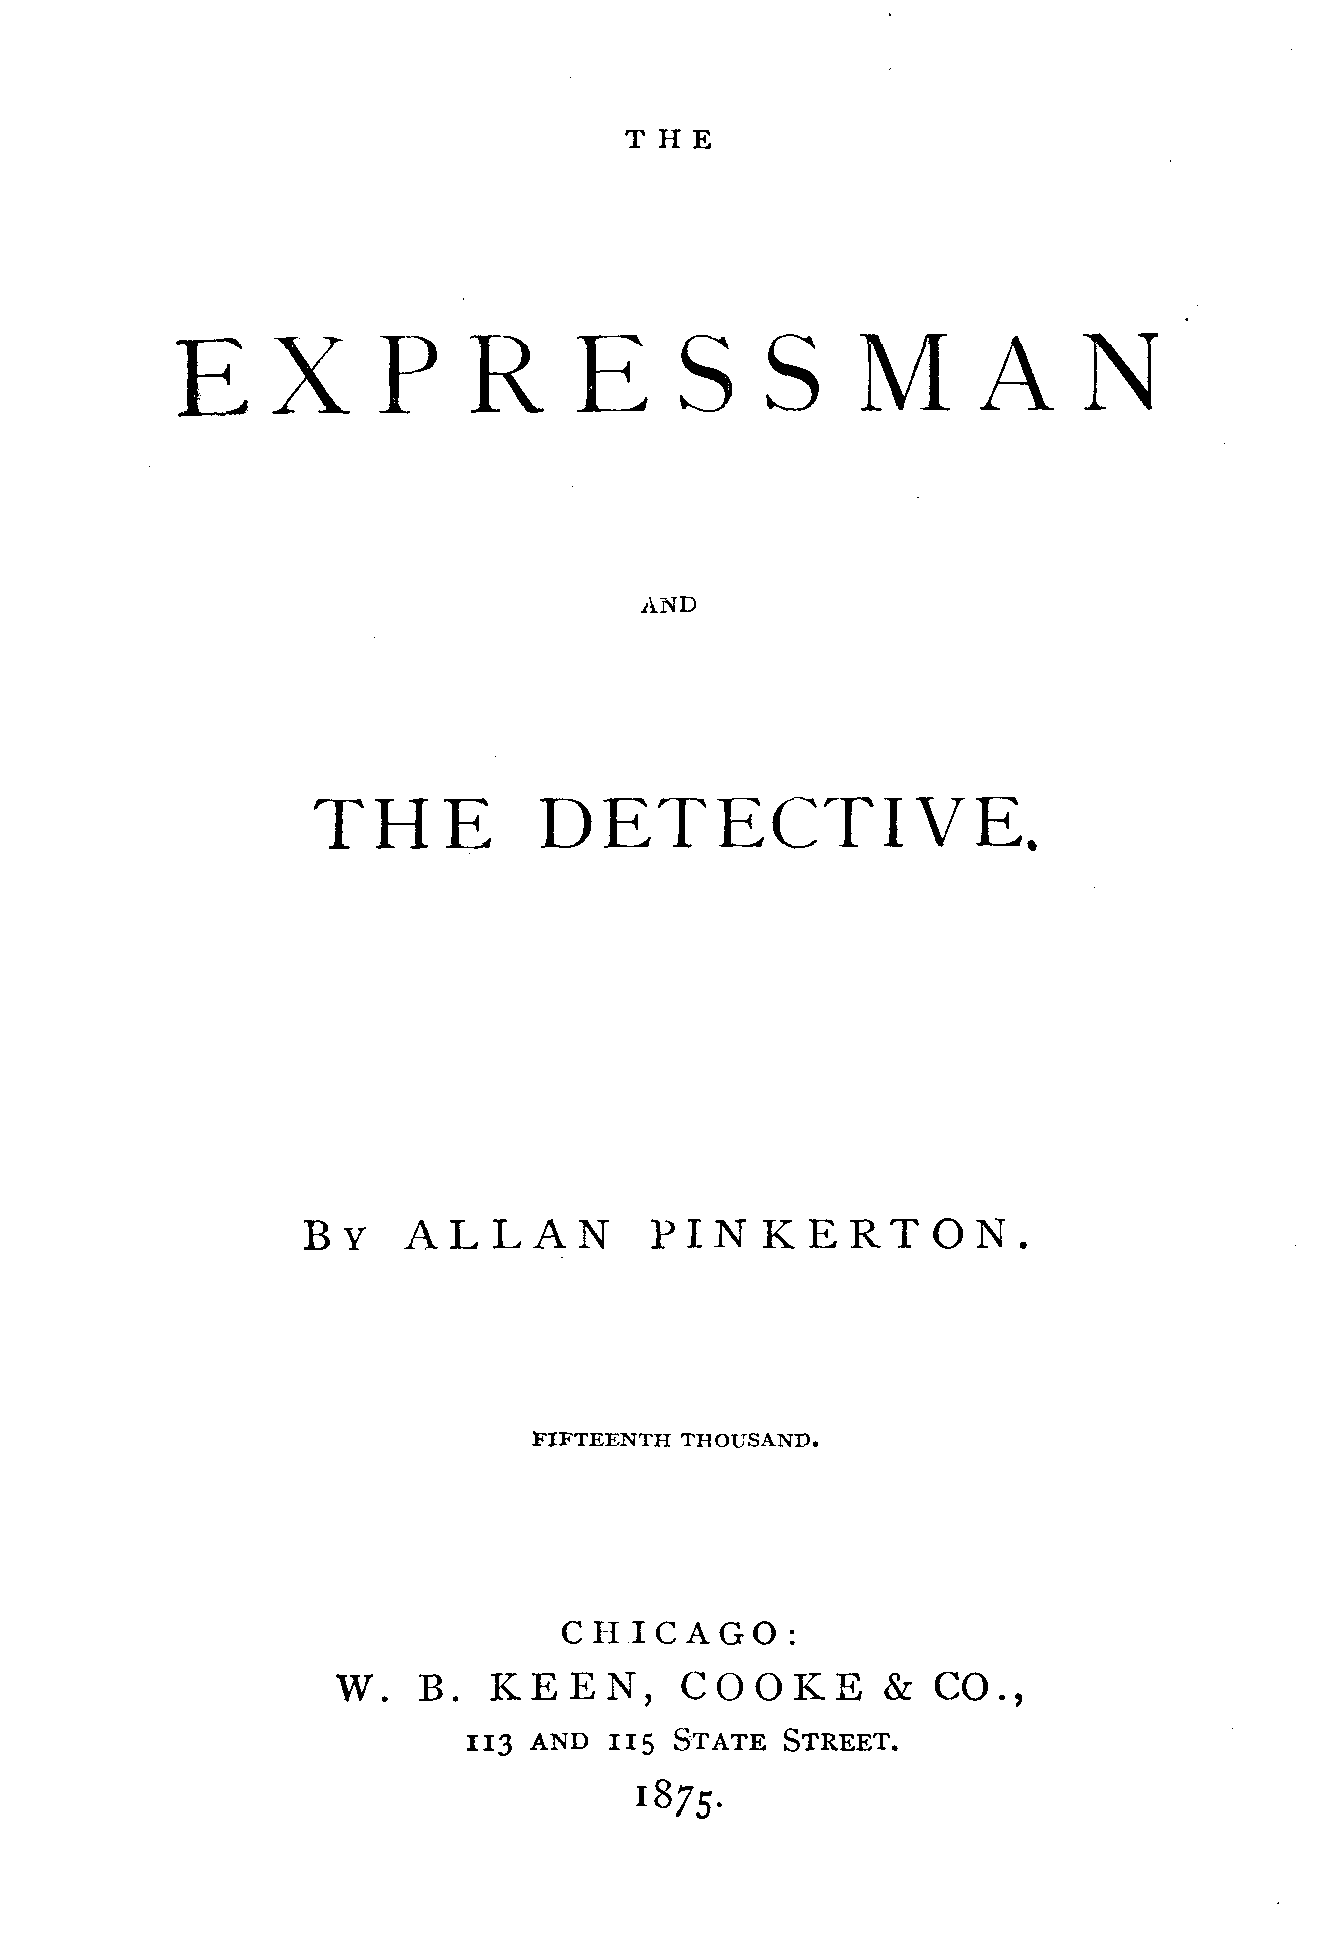 THE
EXPRESSMAN
AND
THE DETECTIVE.
By ALLAN PINKERTON.
FIFTEENTH THOUSAND.
CHICAGO:
W. B. KEEN, COOKE & CO.,
113 AND 115 STATE STREET.
1875.